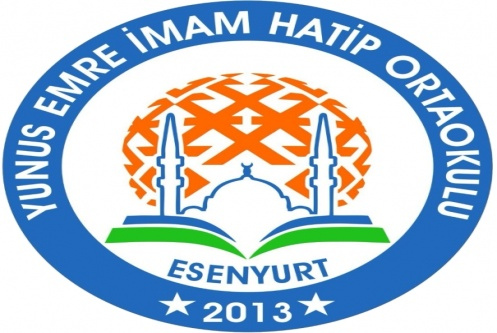 YUNUS EMRE İMAM HATİP ORTAOKULU
ESENYURT
2013